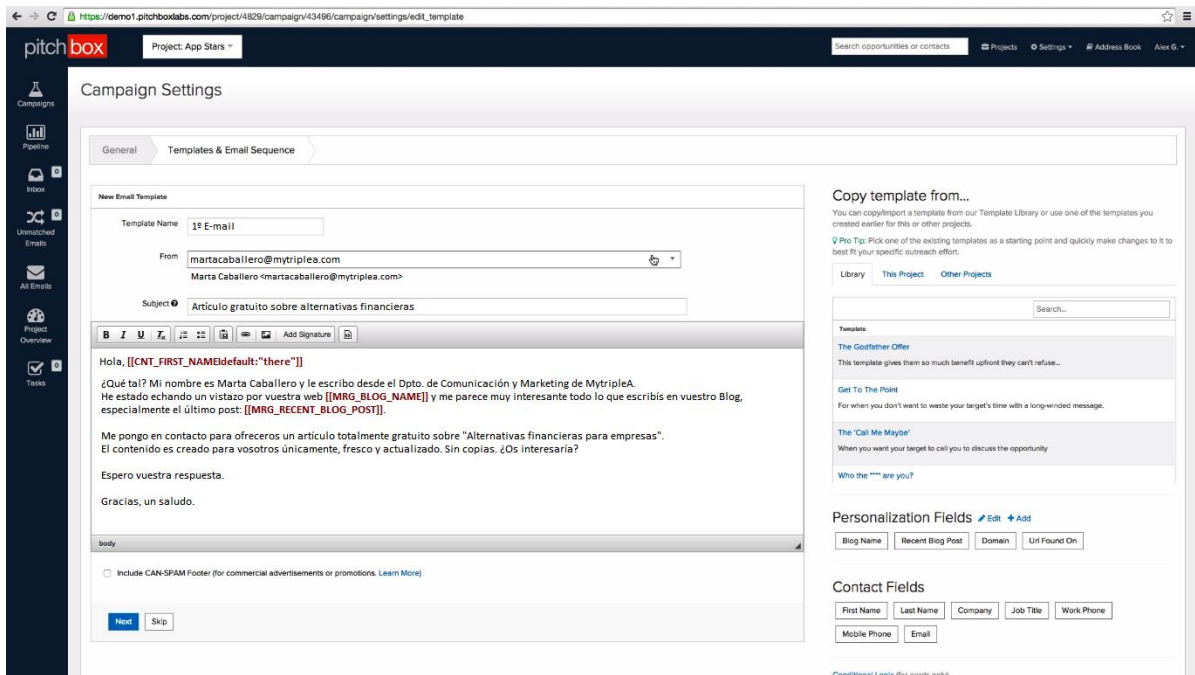 https://demo1.pitchboxlabs.com/project/4829/campaign/43496/campaign/settings/edit_template
pitchbox
Project: App Stars
Search opportunities or contacts
Projects
Settings
Address Book
Alex G.
Campaigns
Pipeline
0
Inbox
0
Unmatched
Emails
All Emails
Project
Overview
0
Tasks
Campaign Settings
General
Templates & Email Sequence
New Email Template
Template Name
1º E-mail
From
martacaballero@mytriplea.com
Marta Caballero <martacaballero@mytriplea.com>
Subject
Artículo gratuito sobre alternativas financieras
B I U Tx
Add Signature
Hola, [[CNT_FIRST_NAMEIdefault:"there"]]
¿Qué tal? Mi nombre es Marta Caballero y le escribo desde el Dpto. de Comunicación y Marketing de MytripleA.
He estado echando un vistazo por vuestra web [[MRG_BLOG_NAME]] y me parece muy interesante todo lo que escribís en vuestro Blog,
especialmente el último post: [[MRG_RECENT_BLOG_POST]].
Me pongo en contacto para ofreceros un artículo totalmente gratuito sobre "Alternativas financieras para empresas".
El contenido es creado para vosotros únicamente, fresco y actualizado. Sin copias. ¿Os interesaría?
Espero vuestra respuesta.
Gracias, un saludo.
body
Include CAN-SPAM Footer (for commercial advertisements or promotions. Learn More)
Next
Skip
Copy template from...
You can copy/import a template from our Template Library or use one of the templates you
created earlier for this or other projects.
Pro Tip: Pick one of the existing templates as a starting point and quickly make changes to it to
best fit your specific outreach effort.
Library
This Project
Other Projects
Search...
Template
The Godfather Offer
This template gives them so much benefit upfront they can't refuse...
Get To The Point
For when you don't want to waste your target's time with a long-winded message.
The 'Call Me Maybe'
When you want your target to call you to discuss the opportunity
Who the **** are you?
Personalization Fields Edit + Add
Blog Name
Recent Blog Post
Domain
Url Found On
Contact Fields
First Name
Last Name
Company
Job Title
Work Phone
Mobile Phone
Email
Conditional Logic (for nerds only)